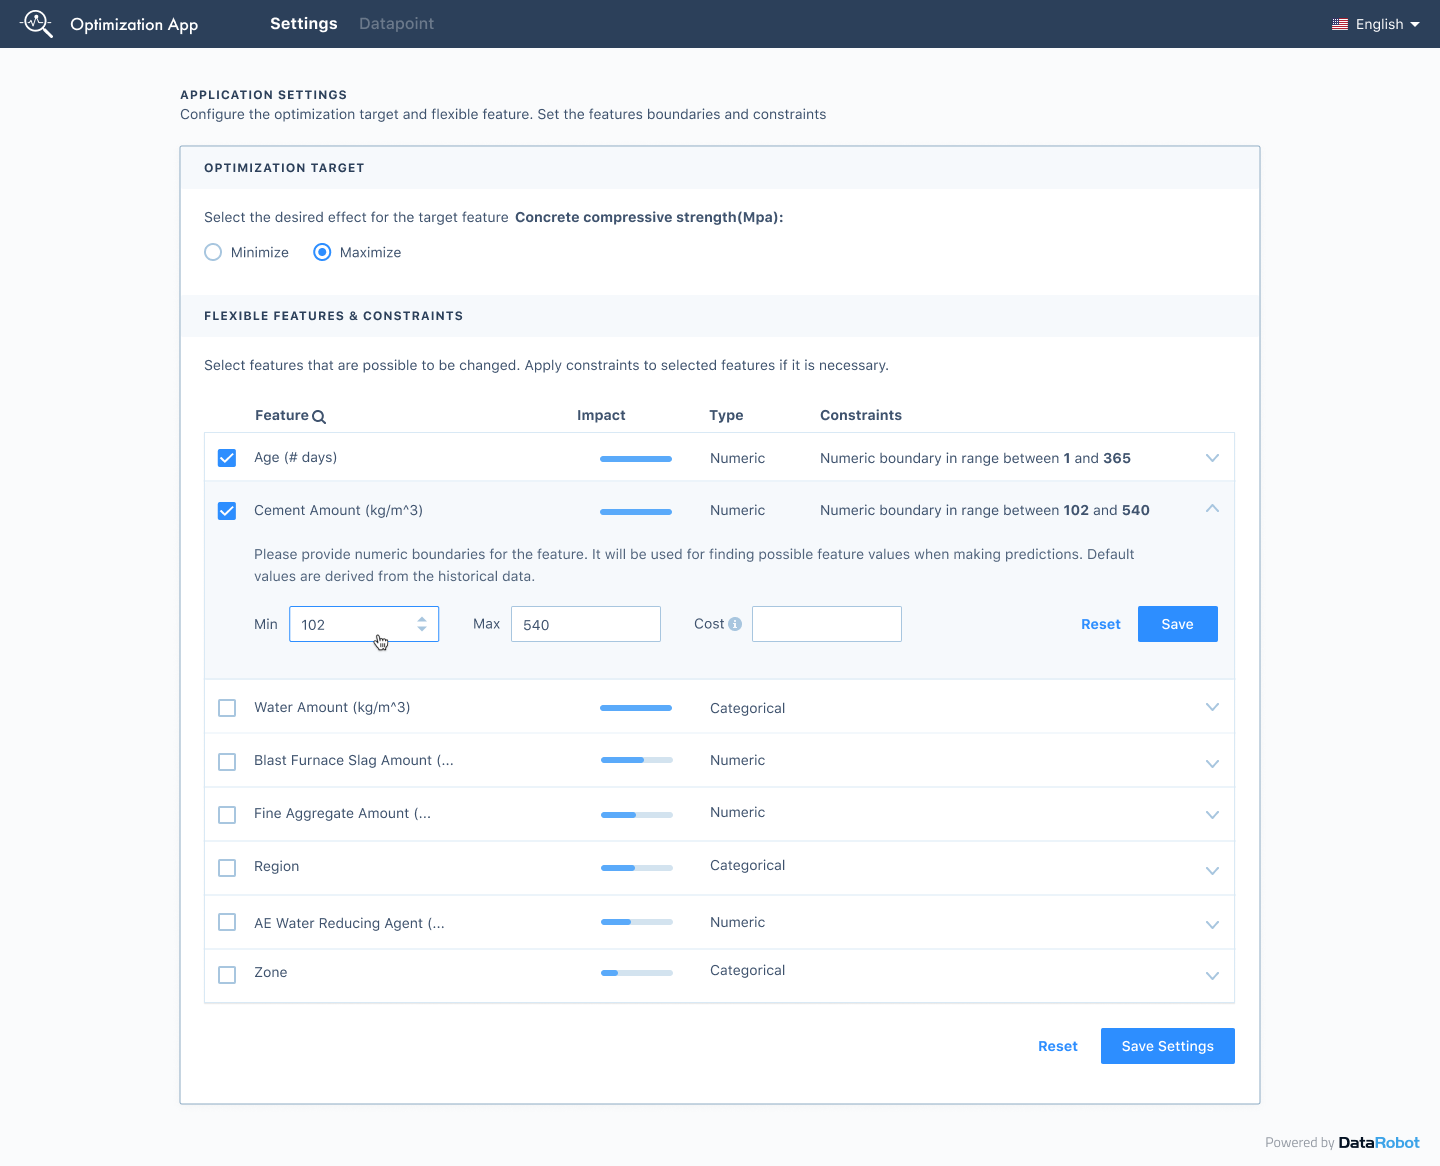 Optimization App Settings Datapoint English
APPLICATION SETTINGS
Configure the optimization target and flexible feature. Set the features boundaries and constraints
OPTIMIZATION TARGET
Select the desired effect for the target feature Concrete compressive strength(Mpa):
Minimize Maximize
FLEXIBLE FEATURES & CONSTRAINTS
Select features that are possible to be changed. Apply constraints to selected features if it is necessary.
Feature Impact Type Constraints
Age (# days) Numeric Numeric boundary in range between 1 and 365
Cement Amount (kg/m^3) Numeric Numeric boundary in range between 102 and 540
Please provide numeric boundaries for the feature. It will be used for finding possible feature values when making predictions. Default
values are derived from the historical data.
Min 102 Max 540 Cost i Reset Save
Water Amount (kg/m^3) Categorical
Blast Furnace Slag Amount (... Numeric
Fine Aggregate Amount (... Numeric
Region Categorical
AE Water Reducing Agent (... Numeric
Zone Categorical
Reset Save Settings
Powered by DataRobot